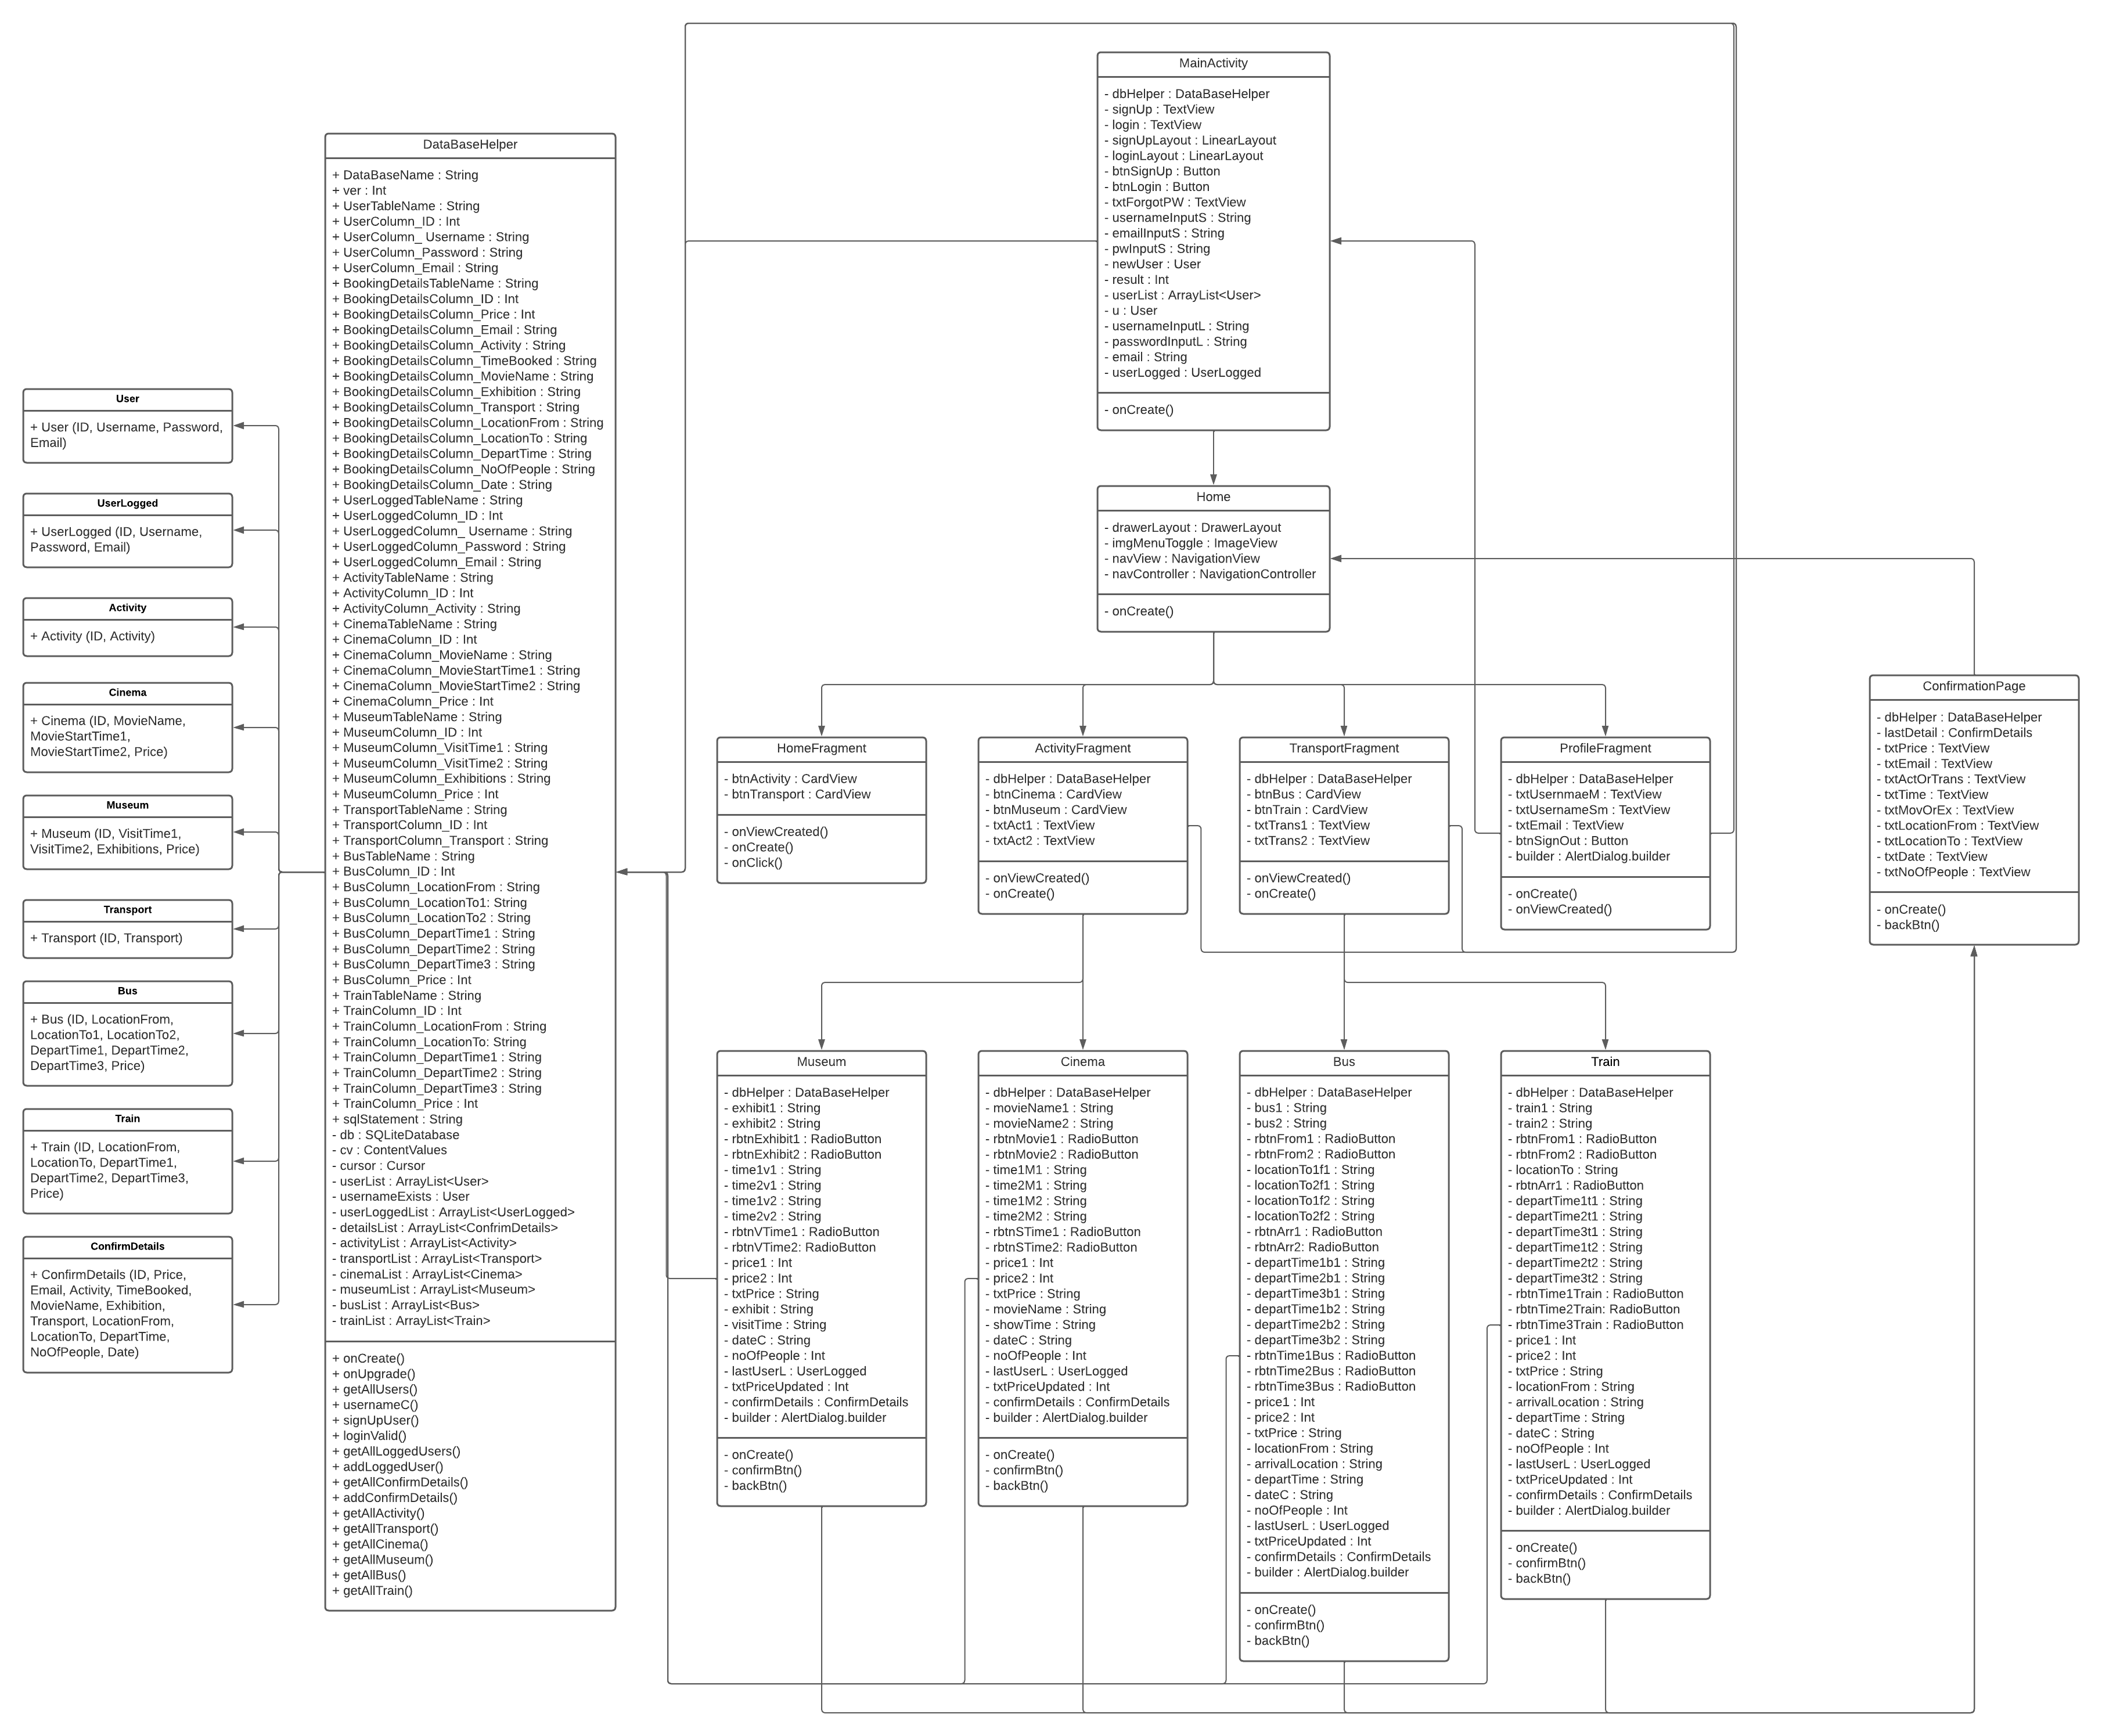 MainActivity
- dbHelper : DataBaseHelper
- signUp : TextView
- login : TextView
- signUpLayout : LinearLayout
- loginLayout : LinearLayout
- btnSignUp : Button
- btnLogin : Button
- txtForgotPW : TextView
- usernameInputS : String
- emailInputS : String
- pwInputS : String
- newUser : User
- result : Int
- userList : ArrayList<User>
- u : User
- usernameInputL : String
- passwordInputL : String
- email : String
- userLogged : UserLogged
- onCreate()
DataBaseHelper
+ DataBaseName : String
+ ver : Int
+ UserTableName : String
+ UserColumn_ID : Int
+ UserColumn_ Username : String
+ UserColumn_Password : String
+ UserColumn_Email : String
+ BookingDetailsTableName : String
+ BookingDetailsColumn_ID : Int
+ BookingDetailsColumn_Price : Int
+ BookingDetailsColumn_Email : String
+ BookingDetailsColumn_Activity : String
+ BookingDetailsColumn_TimeBooked : String
+ BookingDetailsColumn_MovieName : String
+ BookingDetailsColumn_Exhibition : String
+ BookingDetailsColumn_Transport : String
+ BookingDetailsColumn_LocationFrom : String
+ BookingDetailsColumn_LocationTo : String
+ BookingDetailsColumn_DepartTime : String
+ BookingDetailsColumn_NoOfPeople : String
+ BookingDetailsColumn_Date : String
+ UserLoggedTableName : String
+ UserLoggedColumn_ID : Int
+ UserLoggedColumn_ Username : String
+ UserLoggedColumn_Password : String
+ UserLoggedColumn_Email : String
+ ActivityTableName : String
+ ActivityColumn_ID : Int
+ ActivityColumn_Activity : String
+ CinemaTableName : String
+ CinemaColumn_ID : Int
+ CinemaColumn_MovieName : String
+ CinemaColumn_MovieStartTime1 : String
+ CinemaColumn_MovieStartTime2 : String
+ CinemaColumn_Price : Int
+ MuseumTableName : String
+ MuseumColumn_ID : Int
+ MuseumColumn_VisitTime1 : String
+ MuseumColumn_VisitTime2 : String
+ MuseumColumn_Exhibitions : String
+ MuseumColumn_Price : Int
+ TransportTableName : String
+ TransportColumn_ID : Int
+ TransportColumn_Transport : String
+ BusTableName : String
+ BusColumn_ID : Int
+ BusColumn_LocationFrom : String
+ BusColumn_LocationTo1: String
+ BusColumn_LocationTo2 : String
+ BusColumn_DepartTime1 : String
+ BusColumn_DepartTime2 : String
+ BusColumn_DepartTime3 : String
+ BusColumn_Price : Int
+ TrainTableName : String
+ TrainColumn_ID : Int
+ TrainColumn_LocationFrom : String
+ TrainColumn_LocationTo: String
+ TrainColumn_DepartTime1 : String
+ TrainColumn_DepartTime2 : String
+ TrainColumn_DepartTime3 : String
+ TrainColumn_Price : Int
+ sqlStatement : String
- db : SQLiteDatabase
- cv : ContentValues
- cursor : Cursor
- userList : ArrayList<User>
- usernameExists : User
- userLoggedList : ArrayList<UserLogged>
- detailsList : ArrayList<ConfrimDetails>
- activityList : ArrayList<Activity>
- transportList : ArrayList<Transport>
- cinemaList : ArrayList<Cinema>
- museumList : ArrayList<Museum>
- busList : ArrayList<Bus>
- trainList : ArrayList<Train>
+ onCreate()
+ onUpgrade()
+ getAllUsers()
+ usernameC()
+ signUpUser()
+ loginValid()
+ getAllLoggedUsers()
+ addLoggedUser()
+ getAllConfirmDetails()
+ addConfirmDetails()
+ getAllActivity()
+ getAllTransport()
+ getAllCinema()
+ getAllMuseum()
+ getAllBus()
+ getAllTrain()
User
+ User (ID, Username, Password,
Email)
UserLogged
+ UserLogged (ID, Username,
Password, Email)
Activity
+ Activity (ID, Activity)
Cinema
+ Cinema (ID, MovieName,
MovieStartTime1,
MovieStartTime2, Price)
Museum
+ Museum (ID, VisitTime1,
VisitTime2, Exhibitions, Price)
Transport
+ Transport (ID, Transport)
Bus
+ Bus (ID, LocationFrom,
LocationTo1, LocationTo2,
DepartTime1, DepartTime2,
DepartTime3, Price)
Train
+ Train (ID, LocationFrom,
LocationTo, DepartTime1,
DepartTime2, DepartTime3,
Price)
ConfirmDetails
+ ConfirmDetails (ID, Price,
Email, Activity, TimeBooked,
MovieName, Exhibition,
Transport, LocationFrom,
LocationTo, DepartTime,
NoOfPeople, Date)
Home
- drawerLayout : DrawerLayout
- imgMenuToggle : ImageView
- navView : NavigationView
- navController : NavigationController
- onCreate()
HomeFragment
- btnActivity : CardView
- btnTransport : CardView
- onViewCreated()
- onCreate()
- onClick()
ActivityFragment
- dbHelper : DataBaseHelper
- btnCinema : CardView
- btnMuseum : CardView
- txtAct1 : TextView
- txtAct2 : TextView
- onViewCreated()
- onCreate()
TransportFragment
- dbHelper : DataBaseHelper
- btnBus : CardView
- btnTrain : CardView
- txtTrans1 : TextView
- txtTrans2 : TextView
- onViewCreated()
- onCreate()
ProfileFragment
- dbHelper : DataBaseHelper
- txtUsernmaeM : TextView
- txtUsernameSm : TextView
- txtEmail : TextView
- btnSignOut : Button
- builder : AlertDialog.builder
- onCreate()
- onViewCreated()
ConfirmationPage
- dbHelper : DataBaseHelper
- lastDetail : ConfirmDetails
- txtPrice : TextView
- txtEmail : TextView
- txtActOrTrans : TextView
- txtTime : TextView
- txtMovOrEx : TextView
- txtLocationFrom : TextView
- txtLocationTo : TextView
- txtDate : TextView
- txtNoOfPeople : TextView
- onCreate()
- backBtn()
Museum
- dbHelper : DataBaseHelper
- exhibit1 : String
- exhibit2 : String
- rbtnExhibit1 : RadioButton
- rbtnExhibit2 : RadioButton
- time1v1 : String
- time2v1 : String
- time1v2 : String
- time2v2 : String
- rbtnVTime1 : RadioButton
- rbtnVTime2: RadioButton
- price1 : Int
- price2 : Int
- txtPrice : String
- exhibit : String
- visitTime : String
- dateC : String
- noOfPeople : Int
- lastUserL : UserLogged
- txtPriceUpdated : Int
- confirmDetails : ConfirmDetails
- builder : AlertDialog.builder
- onCreate()
- confirmBtn()
- backBtn()
Cinema
- dbHelper : DataBaseHelper
- movieName1 : String
- movieName2 : String
- rbtnMovie1 : RadioButton
- rbtnMovie2 : RadioButton
- time1M1 : String
- time2M1 : String
- time1M2 : String
- time2M2 : String
- rbtnSTime1 : RadioButton
- rbtnSTime2: RadioButton
- price1 : Int
- price2 : Int
- txtPrice : String
- movieName : String
- showTime : String
- dateC : String
- noOfPeople : Int
- lastUserL : UserLogged
- txtPriceUpdated : Int
- confirmDetails : ConfirmDetails
- builder : AlertDialog.builder
- onCreate()
- confirmBtn()
- backBtn()
Bus
- dbHelper : DataBaseHelper
- bus1 : String
- bus2 : String
- rbtnFrom1 : RadioButton
- rbtnFrom2 : RadioButton
- locationTo1f1 : String
- locationTo2f1 : String
- locationTo1f2 : String
- locationTo2f2 : String
- rbtnArr1 : RadioButton
- rbtnArr2: RadioButton
- departTime1b1 : String
- departTime2b1 : String
- departTime3b1 : String
- departTime1b2 : String
- departTime2b2 : String
- departTime3b2 : String
- rbtnTime1Bus : RadioButton
- rbtnTime2Bus : RadioButton
- rbtnTime3Bus : RadioButton
- price1 : Int
- price2 : Int
- txtPrice : String
- locationFrom : String
- arrivalLocation : String
- departTime : String
- dateC : String
- noOfPeople : Int
- lastUserL : UserLogged
- txtPriceUpdated : Int
- confirmDetails : ConfirmDetails
- builder : AlertDialog.builder
- onCreate()
- confirmBtn()
- backBtn()
Train
- dbHelper : DataBaseHelper
- train1 : String
- train2 : String
- rbtnFrom1 : RadioButton
- rbtnFrom2 : RadioButton
- locationTo : String
- rbtnArr1 : RadioButton
- departTime1t1 : String
- departTime2t1 : String
- departTime3t1 : String
- departTime1t2 : String
- departTime2t2 : String
- departTime3t2 : String
- rbtnTime1Train : RadioButton
- rbtnTime2Train: RadioButton
- rbtnTime3Train : RadioButton
- price1 : Int
- price2 : Int
- txtPrice : String
- locationFrom : String
- arrivalLocation : String
- departTime : String
- dateC : String
- noOfPeople : Int
- lastUserL : UserLogged
- txtPriceUpdated : Int
- confirmDetails : ConfirmDetails
- builder : AlertDialog.builder
- onCreate()
- confirmBtn()
- backBtn()